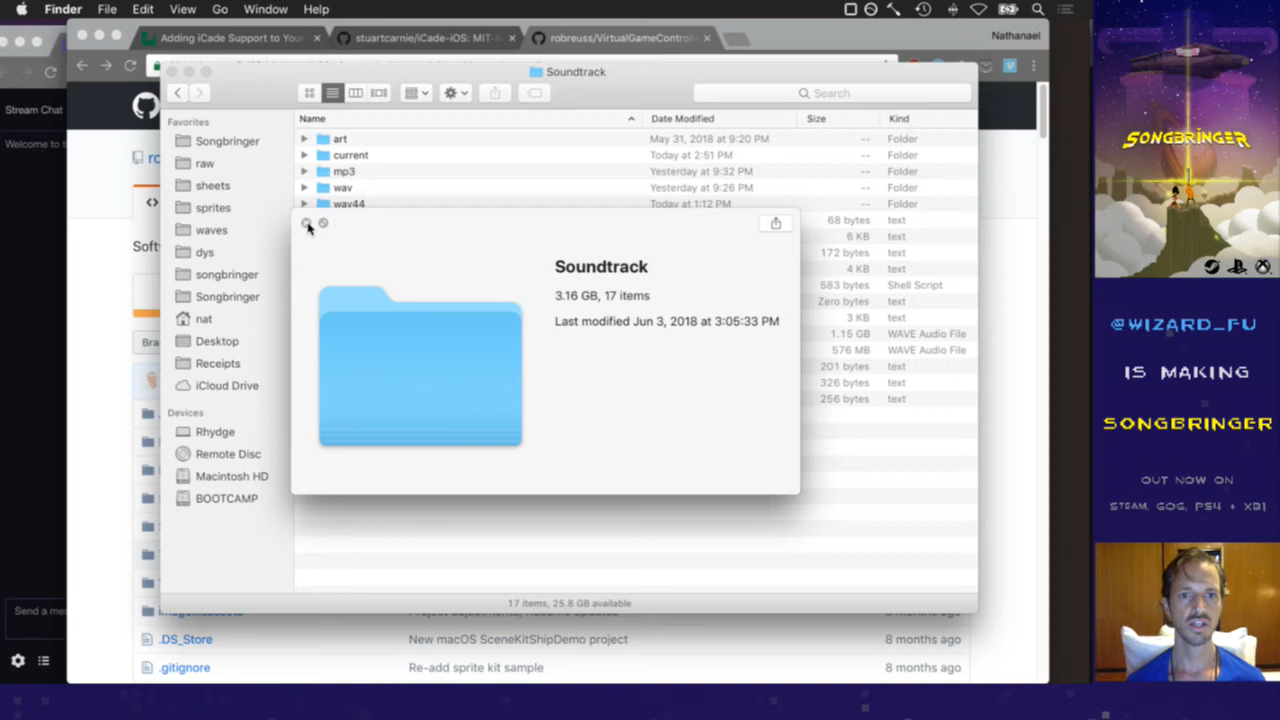 Finder File Edit View Go Window Help
Adding iCade Support to Your
stuartcarnie/iCade-iOS: MIT-
robreuss/VirtualGameControll
Nathanael
Soundtrack
Search
Stream Chat
Welcome to t
Favorites
Songbringer
raw
sheets
sprites
waves
dys
songbringer
Songbringer
nat
Desktop
Receipts
iCloud Drive
Devices
Rhydge
Remote Disc
Macintosh HD
BOOTCAMP
Name Date Modified Size Kind
art May 31, 2018 at 9:20 PM -- Folder
current Today at 2:51 PM -- Folder
mp3 Yesterday at 9:32 PM -- Folder
wav Yesterday at 9:26 PM -- Folder
wav44 Today at 1:12 PM -- Folder
68 bytes text
6 KB text
172 bytes text
4 KB text
583 bytes Shell Script
Zero bytes text
3 KB text
1.15 GB WAVE Audio File
576 MB WAVE Audio File
201 bytes text
326 bytes text
256 bytes text
Soundtrack
3.16 GB, 17 items
Last modified Jun 3, 2018 at 3:05:33 PM
17 items, 25.8 GB available
Soft
Bra
Send a mes
.DS_Store New macOS SceneKitShipDemo project 8 months ago
.gitignore Re-add sprite kit sample 8 months ago
SONGBRINGER
@WIZARD_FU
IS MAKING
SONGBRINGER
OUT NOW ON
STEAM, GOG, PS4 + XB1